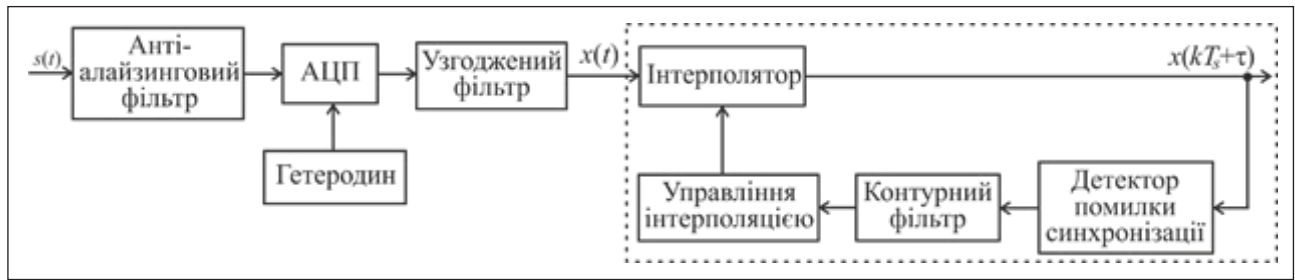 s(t)
Анті-
алайзинговий
фільтр
АЦП
Гетеродин
Узгоджений
фільтр
x(t)
Інтерполятор
x(kTₛ+τ)
Управління
інтерполяцією
Контурний
фільтр
Детектор
помилки
синхронізації